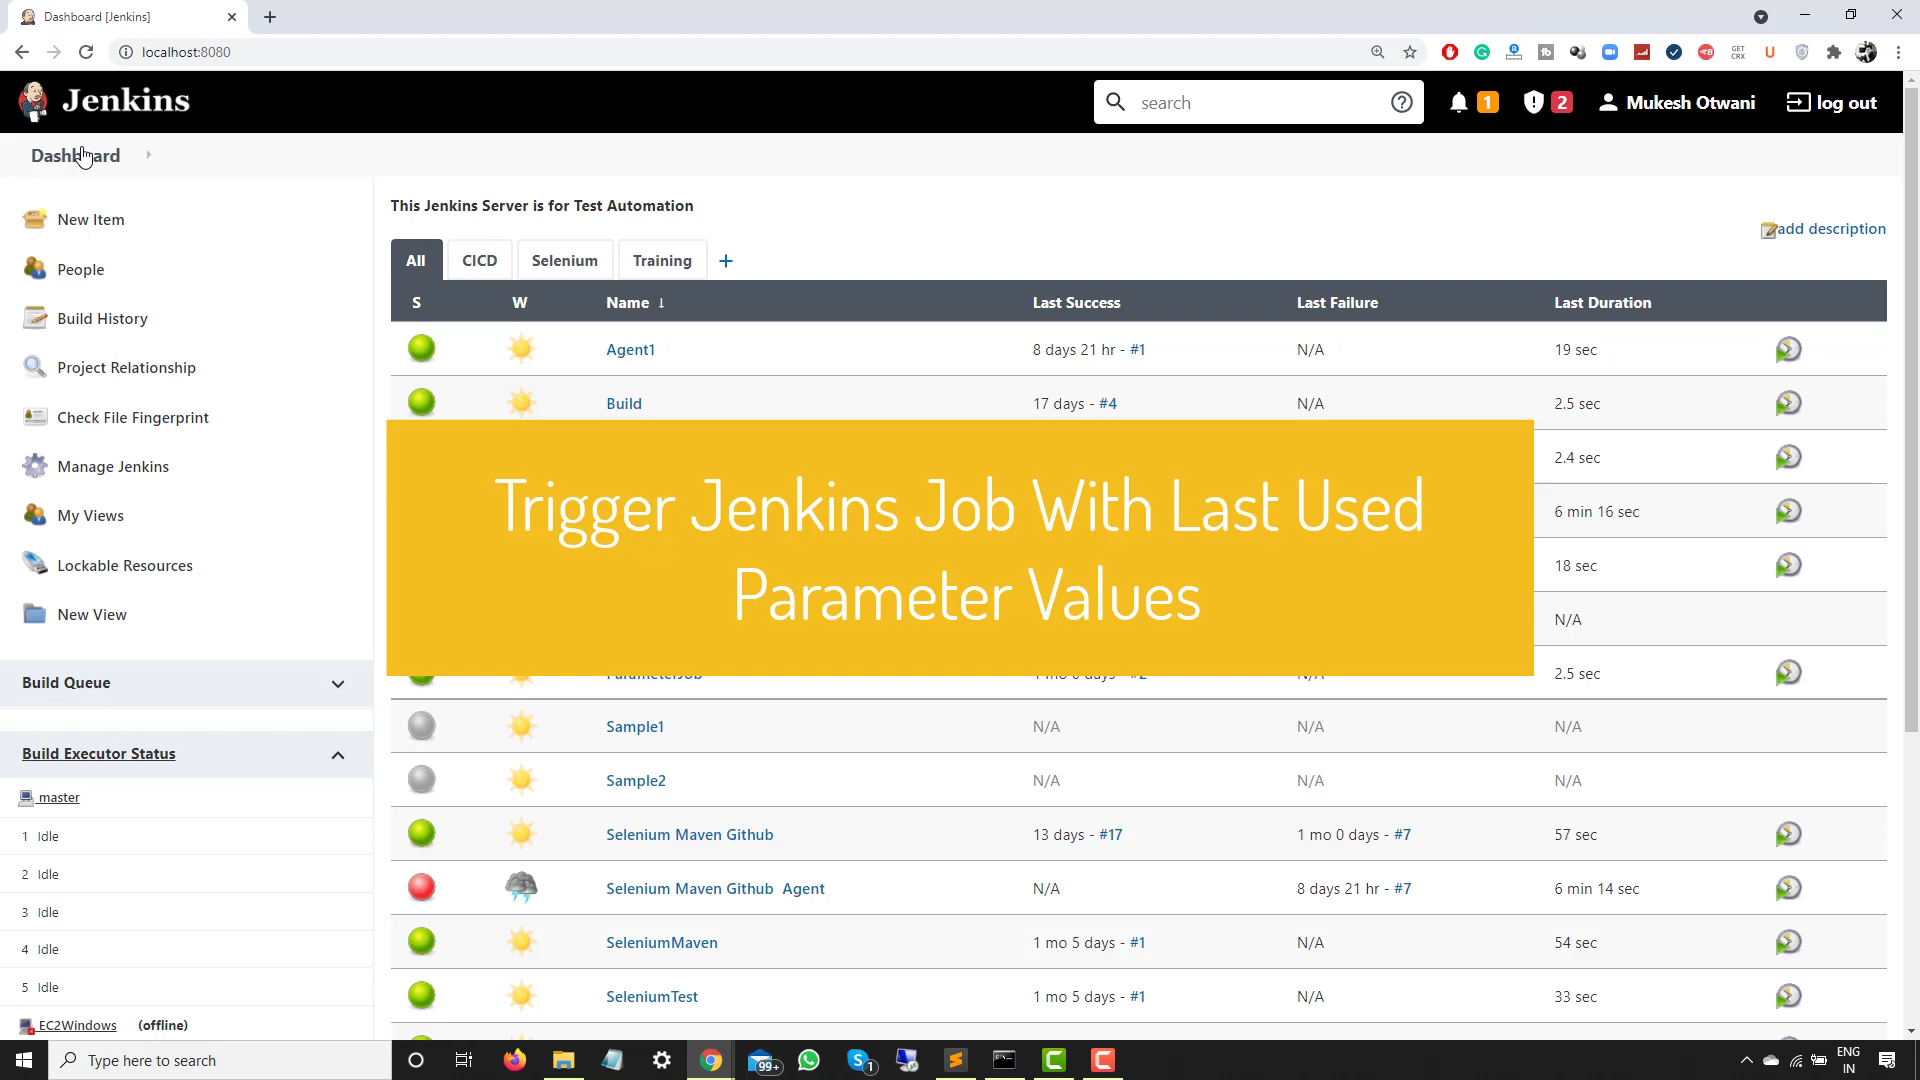 Dashboard [Jenkins]
localhost:8080
GET CRX
Jenkins
search
1
2
Mukesh Otwani
log out
Dashboard
New Item
People
Build History
Project Relationship
Check File Fingerprint
Manage Jenkins
My Views
Lockable Resources
New View
Build Queue
Build Executor Status
master
1 Idle
2 Idle
3 Idle
4 Idle
5 Idle
EC2Windows (offline)
This Jenkins Server is for Test Automation
add description
All CICD Selenium Training +
S W Name ↓ Last Success Last Failure Last Duration
Agent1 8 days 21 hr - #1 N/A 19 sec
Build 17 days - #4 N/A 2.5 sec
2.4 sec
6 min 16 sec
18 sec
N/A
Trigger Jenkins Job With Last Used
Parameter Values
2.5 sec
Sample1 N/A N/A N/A
Sample2 N/A N/A N/A
Selenium Maven Github 13 days - #17 1 mo 0 days - #7 57 sec
Selenium Maven Github Agent N/A 8 days 21 hr - #7 6 min 14 sec
SeleniumMaven 1 mo 5 days - #1 N/A 54 sec
SeleniumTest 1 mo 5 days - #1 N/A 33 sec
Type here to search
99+
1
ENG
IN